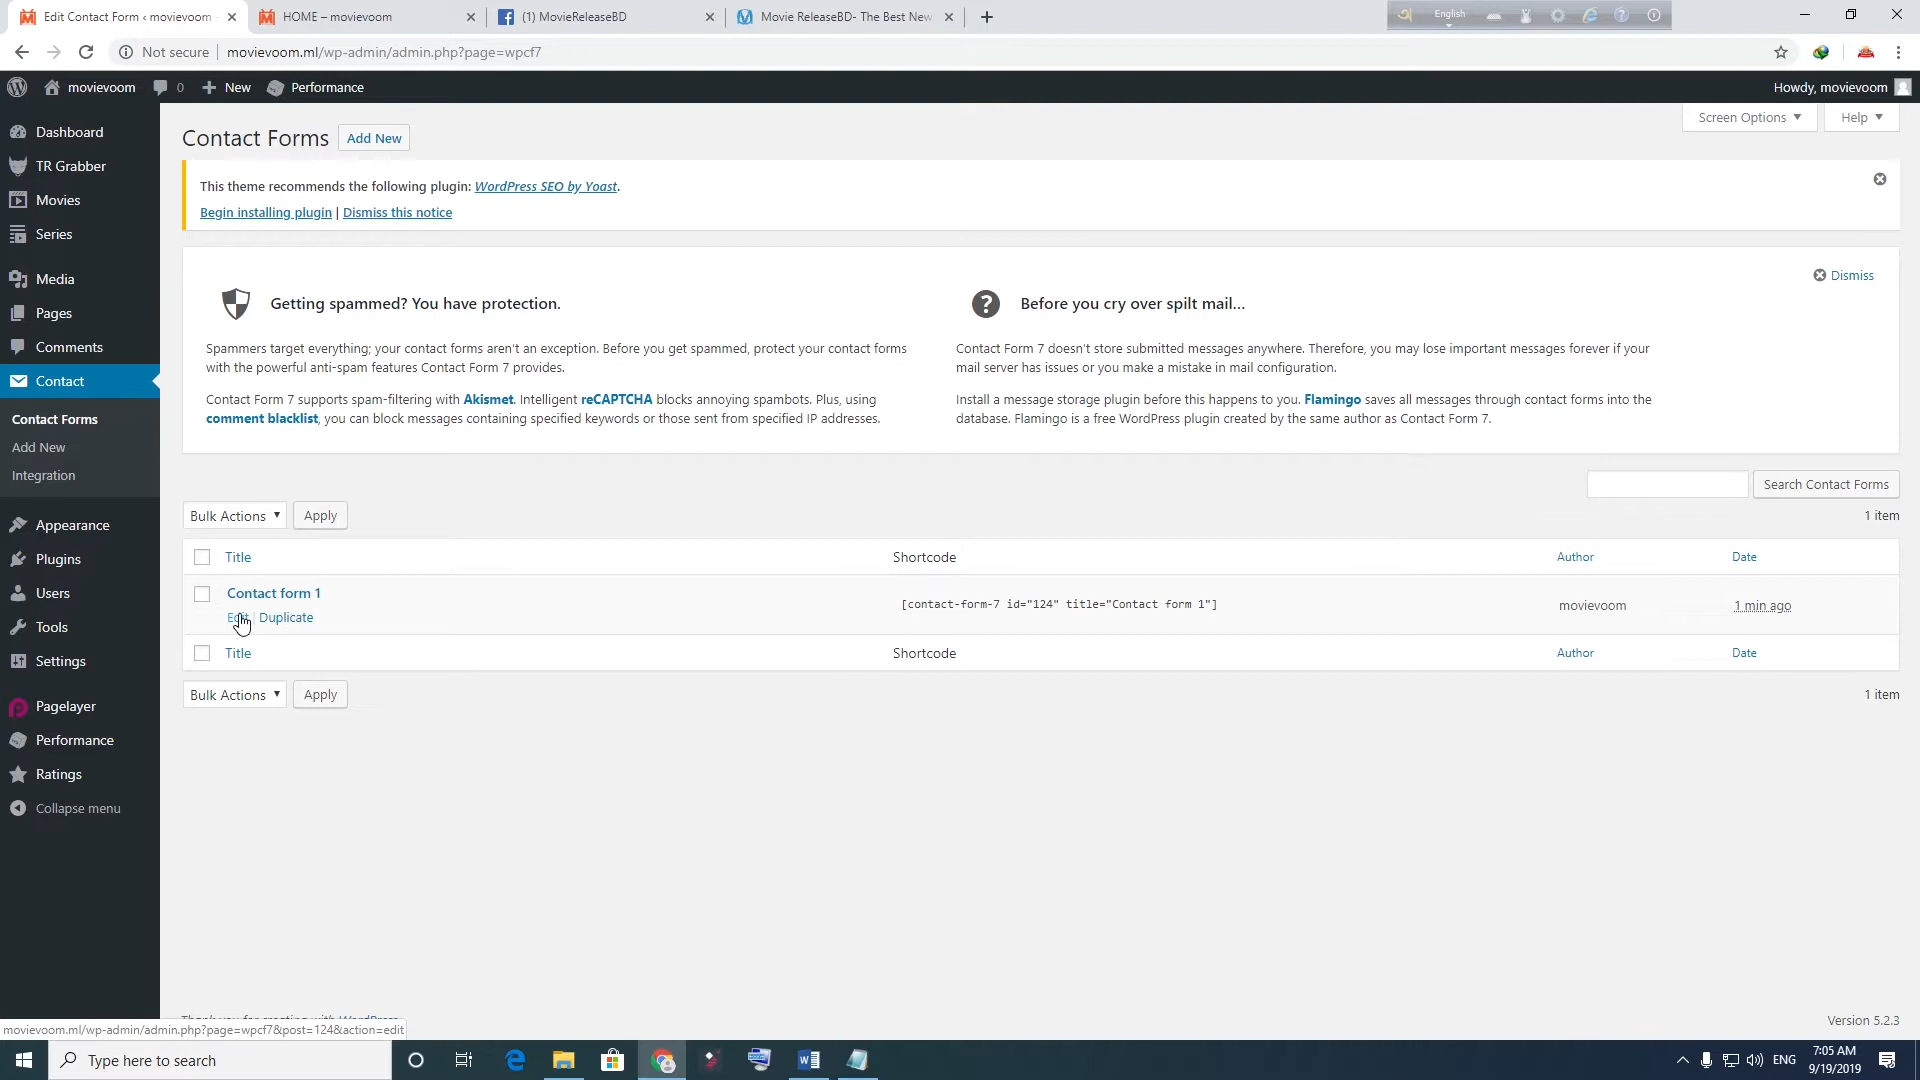 Edit Contact Form ‹ movievoom
HOME – movievoom
(1) MovieReleaseBD
Movie ReleaseBD- The Best New
English
Not secure
movievoom.ml/wp-admin/admin.php?page=wpcf7
movievoom
0
New
Performance
Howdy, movievoom
Dashboard
TR Grabber
Movies
Series
Media
Pages
Comments
Contact
Contact Forms
Add New
Integration
Appearance
Plugins
Users
Tools
Settings
Pagelayer
Performance
Ratings
Collapse menu
Screen Options
Help
Contact Forms
Add New
This theme recommends the following plugin: WordPress SEO by Yoast.
Begin installing plugin | Dismiss this notice
Dismiss
Getting spammed? You have protection.
Spammers target everything; your contact forms aren't an exception. Before you get spammed, protect your contact forms
with the powerful anti-spam features Contact Form 7 provides.
Contact Form 7 supports spam-filtering with Akismet. Intelligent reCAPTCHA blocks annoying spambots. Plus, using
comment blacklist, you can block messages containing specified keywords or those sent from specified IP addresses.
Before you cry over spilt mail…
Contact Form 7 doesn't store submitted messages anywhere. Therefore, you may lose important messages forever if your
mail server has issues or you make a mistake in mail configuration.
Install a message storage plugin before this happens to you. Flamingo saves all messages through contact forms into the
database. Flamingo is a free WordPress plugin created by the same author as Contact Form 7.
Search Contact Forms
Bulk Actions
Apply
1 item
Title
Shortcode
Author
Date
Contact form 1
Edit | Duplicate
[contact-form-7 id="124" title="Contact form 1"]
movievoom
1 min ago
Title
Shortcode
Author
Date
Bulk Actions
Apply
1 item
Thank you for creating with WordPress.
Version 5.2.3
movievoom.ml/wp-admin/admin.php?page=wpcf7&post=124&action=edit
Type here to search
ENG
7:05 AM
9/19/2019